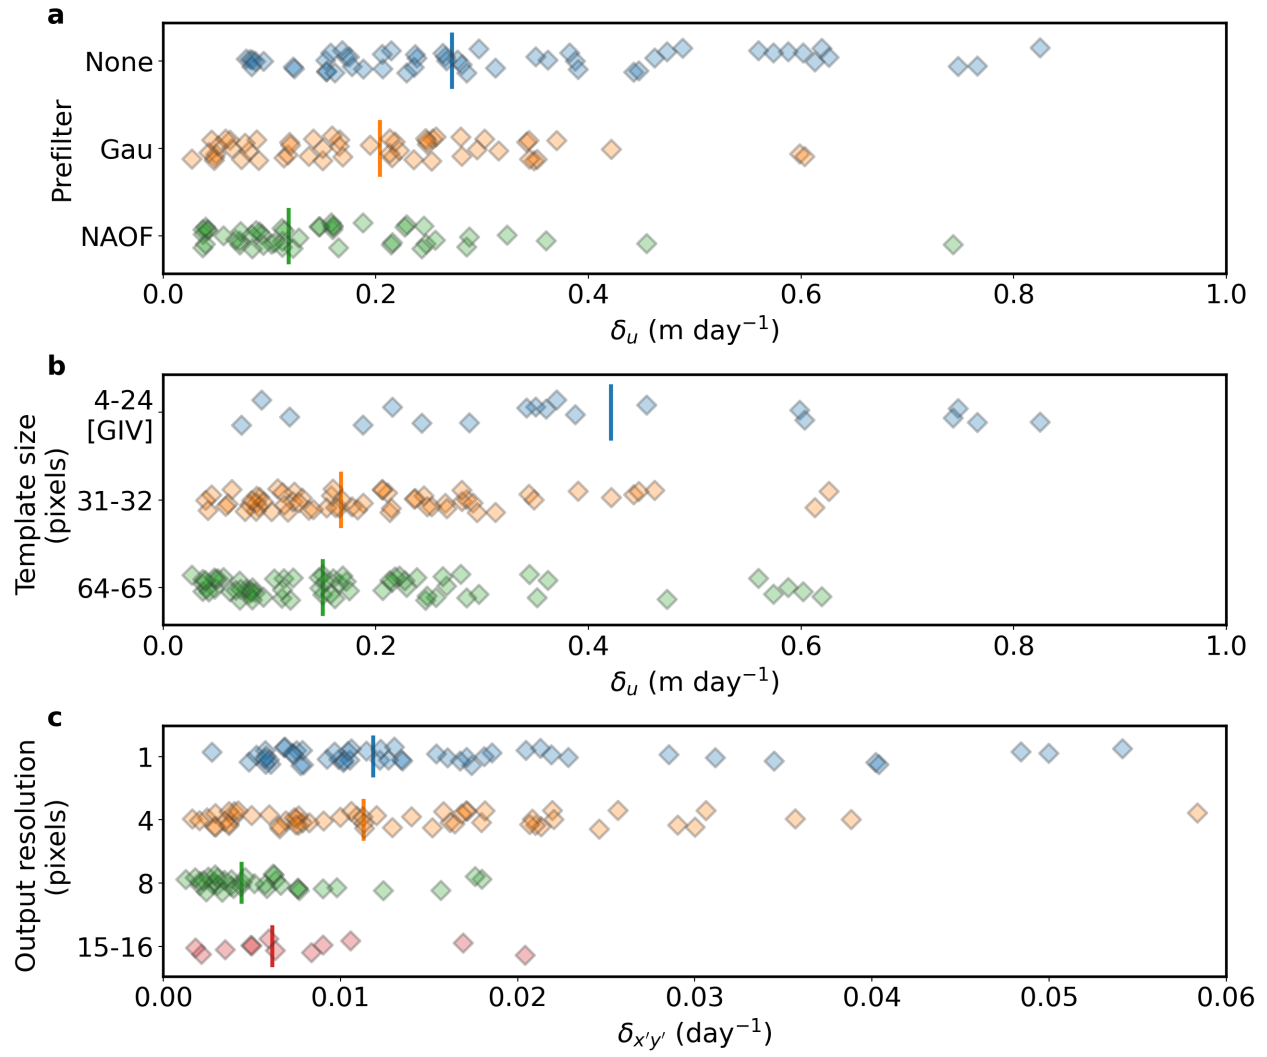 a
None
Gau
NAOF
Prefilter
0.0 0.2 0.4 0.6 0.8 1.0
δu (m day−1)
b
4-24
[GIV]
31-32
64-65
Template size
(pixels)
0.0 0.2 0.4 0.6 0.8 1.0
δu (m day−1)
c
1
4
8
15-16
Output resolution
(pixels)
0.00 0.01 0.02 0.03 0.04 0.05 0.06
δx′y′ (day−1)